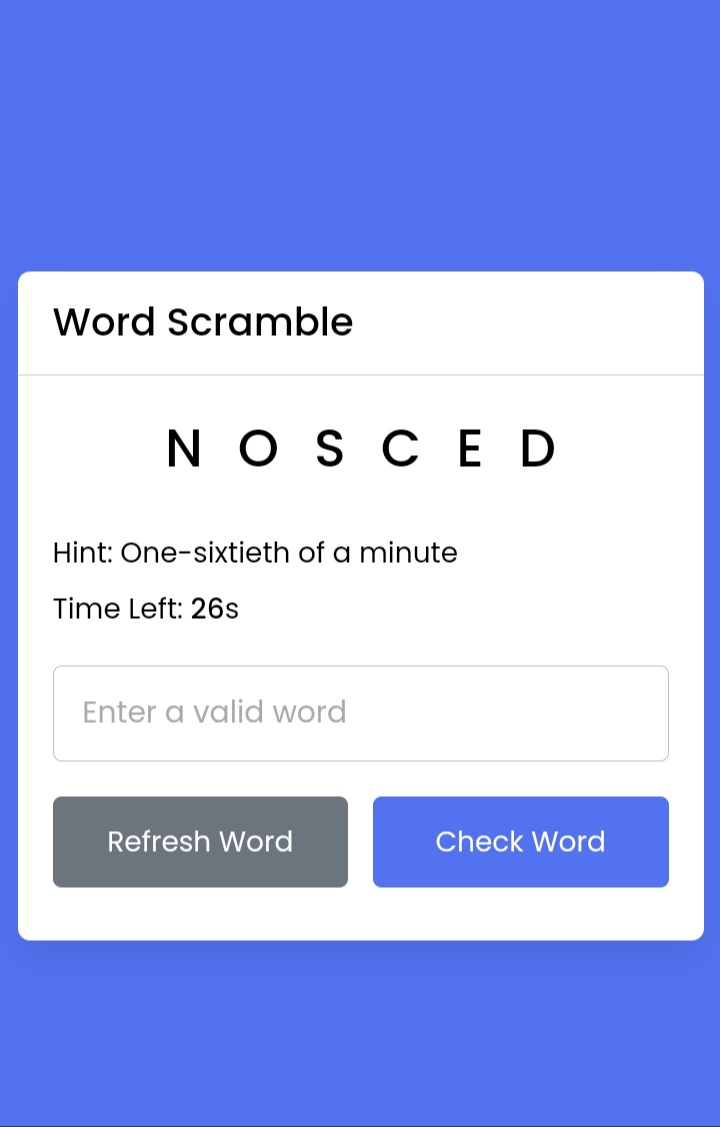 Word Scramble
N O S C E D
Hint: One-sixtieth of a minute
Time Left: 26s
Enter a valid word
Refresh Word
Check Word